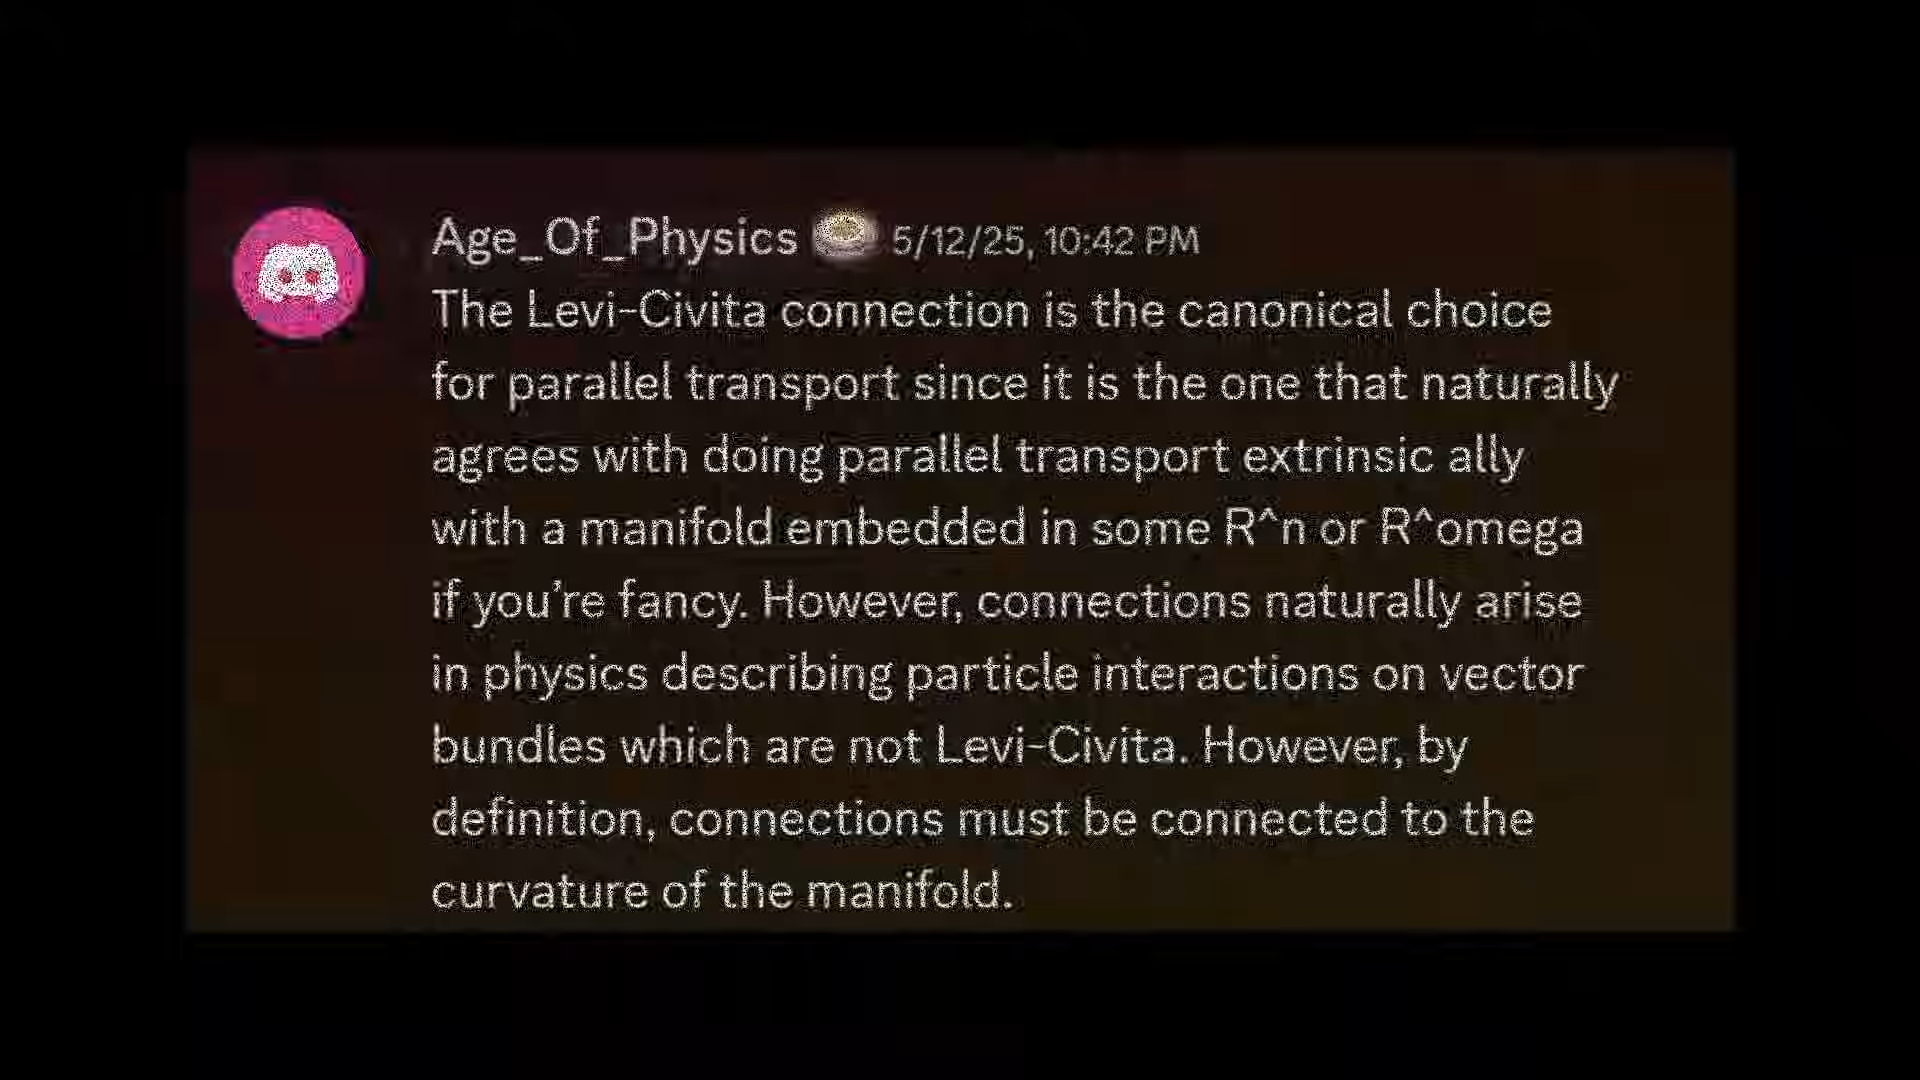 Age_Of_Physics 5/12/25, 10:42 PM
The Levi-Civita connection is the canonical choice
for parallel transport since it is the one that naturally
agrees with doing parallel transport extrinsic ally
with a manifold embedded in some R^n or R^omega
if you're fancy. However, connections naturally arise
in physics describing particle interactions on vector
bundles which are not Levi-Civita. However, by
definition, connections must be connected to the
curvature of the manifold.